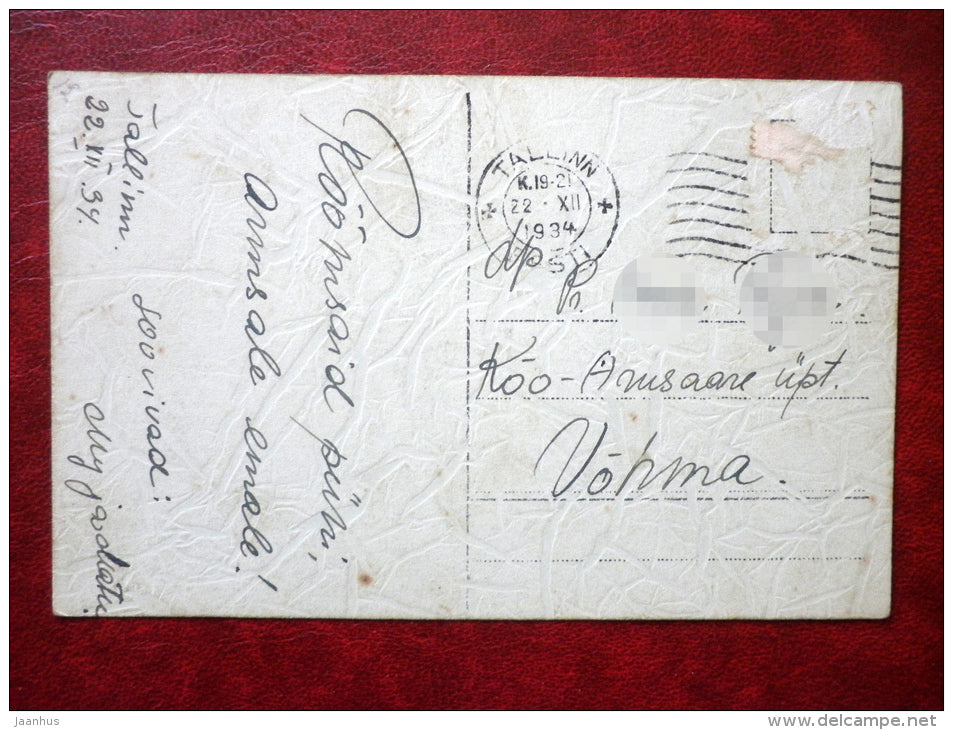 Rõõmsaid pühi,
Armsale emale!
soovivad:
Tallinn.
22.XII.34.
TALLINN
K.19-21
22 · XII
1934
EESTI
Kõo-Arusaare üpt.
Võhma.
jaanhus
www.delcampe.net